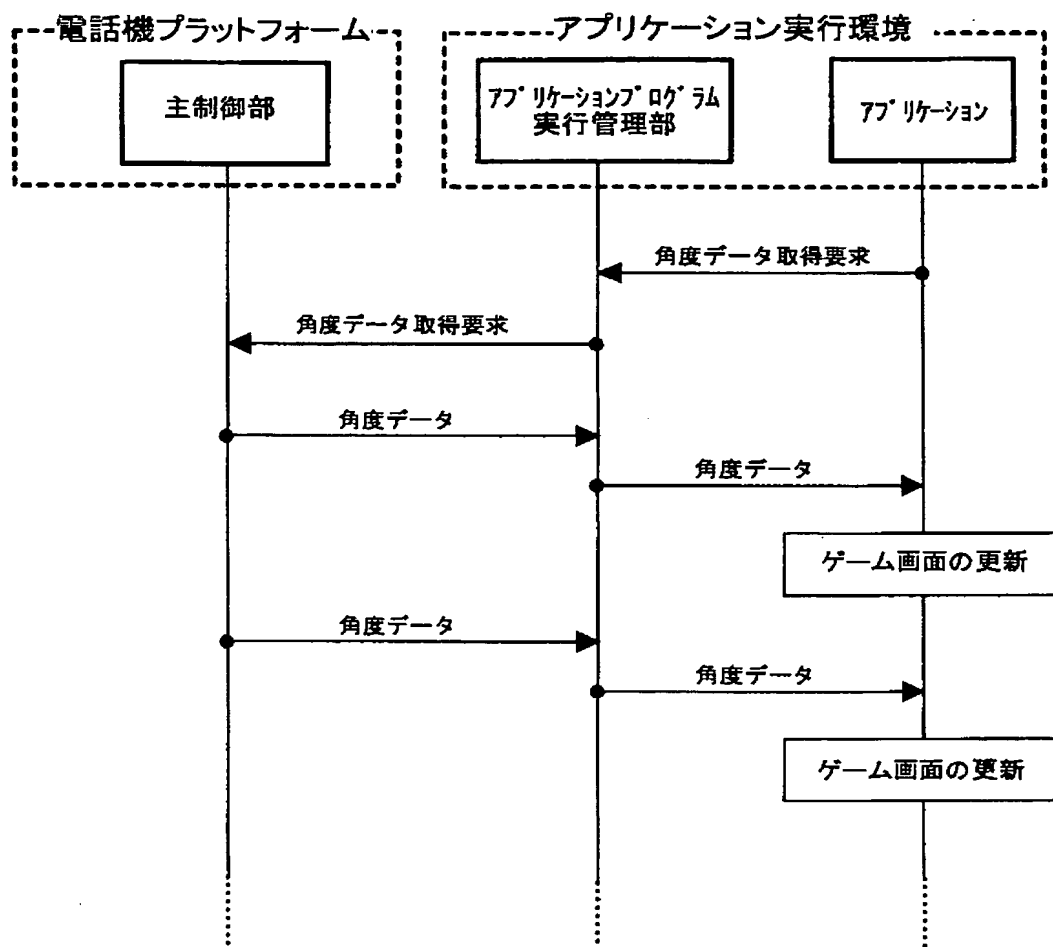 電話機プラットフォーム
アプリケーション実行環境
主制御部
ｱﾌﾟﾘｹｰｼｮﾝﾌﾟﾛｸﾞﾗﾑ
実行管理部
ｱﾌﾟﾘｹｰｼｮﾝ
角度データ取得要求
角度データ取得要求
角度データ
角度データ
ゲーム画面の更新
角度データ
角度データ
ゲーム画面の更新